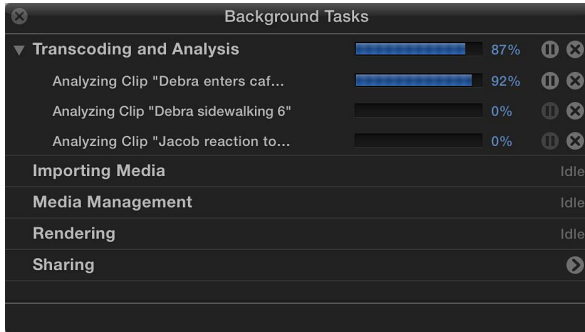 Background Tasks
Transcoding and Analysis 87%
Analyzing Clip "Debra enters caf... 92%
Analyzing Clip "Debra sidewalking 6" 0%
Analyzing Clip "Jacob reaction to... 0%
Importing Media Idle
Media Management Idle
Rendering Idle
Sharing